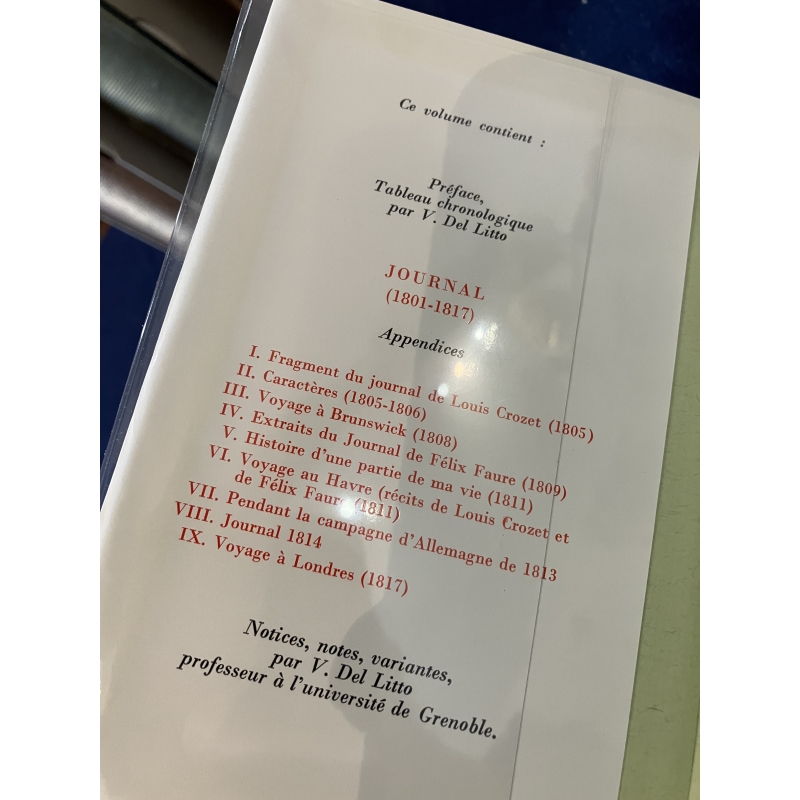 Ce volume contient :
Préface,
Tableau chronologique
par V. Del Litto
JOURNAL
(1801-1817)
Appendices
I. Fragment du journal de Louis Crozet (1805)
II. Caractères (1805-1806)
III. Voyage à Brunswick (1808)
IV. Extraits du Journal de Félix Faure (1809)
V. Histoire d'une partie de ma vie (1811)
VI. Voyage au Havre (récits de Louis Crozet et
de Félix Faure (1811)
VII. Pendant la campagne d'Allemagne de 1813
VIII. Journal 1814
IX. Voyage à Londres (1817)
Notices, notes, variantes,
par V. Del Litto
professeur à l'université de Grenoble.